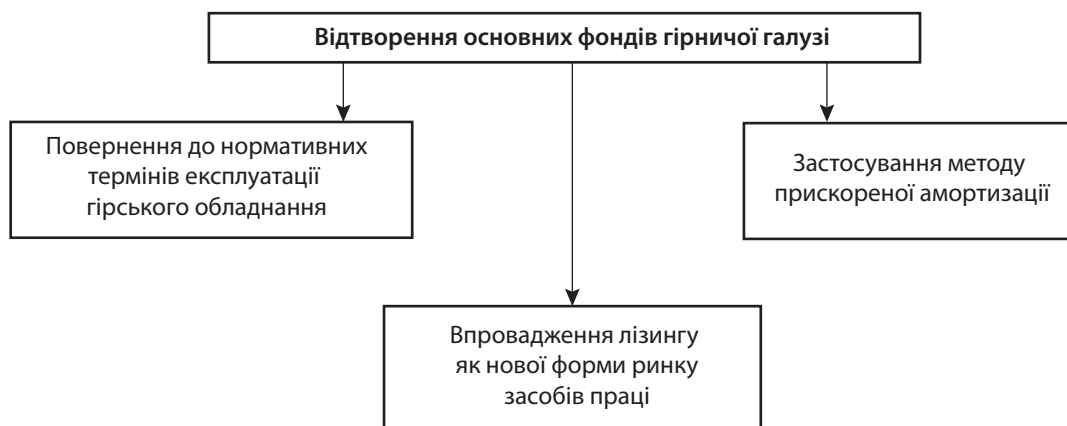 Відтворення основних фондів гірничої галузі
Повернення до нормативних
термінів експлуатації
гірського обладнання
Застосування методу
прискореної амортизації
Впровадження лізингу
як нової форми ринку
засобів праці